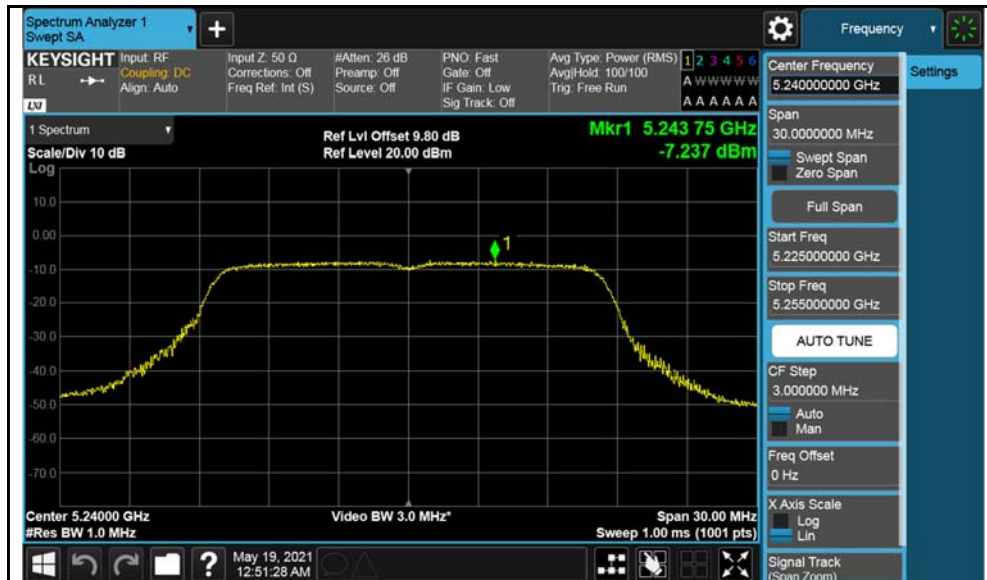 Spectrum Analyzer 1
Swept SA
+
Frequency
KEYSIGHT
RL
LXI
Input: RF
Coupling: DC
Align: Auto
Input Z: 50 Ω
Corrections: Off
Freq Ref: Int (S)
#Atten: 26 dB
Preamp: Off
Source: Off
PNO: Fast
Gate: Off
IF Gain: Low
Sig Track: Off
Avg Type: Power (RMS)
Avg|Hold: 100/100
Trig: Free Run
1 2 3 4 5 6
A W W W W W
A A A A A A
1 Spectrum
Scale/Div 10 dB
Log
Ref Lvl Offset 9.80 dB
Ref Level 20.00 dBm
Mkr1 5.243 75 GHz
-7.237 dBm
10.0
0.00
-10.0
-20.0
-30.0
-40.0
-50.0
-60.0
-70.0
1
Center 5.24000 GHz
#Res BW 1.0 MHz
Video BW 3.0 MHz*
Span 30.00 MHz
Sweep 1.00 ms (1001 pts)
?
May 19, 2021
12:51:28 AM
Center Frequency
5.240000000 GHz
Span
30.0000000 MHz
Swept Span
Zero Span
Full Span
Start Freq
5.225000000 GHz
Stop Freq
5.255000000 GHz
AUTO TUNE
CF Step
3.000000 MHz
Auto
Man
Freq Offset
0 Hz
X Axis Scale
Log
Lin
Signal Track
(Span Zoom)
Settings